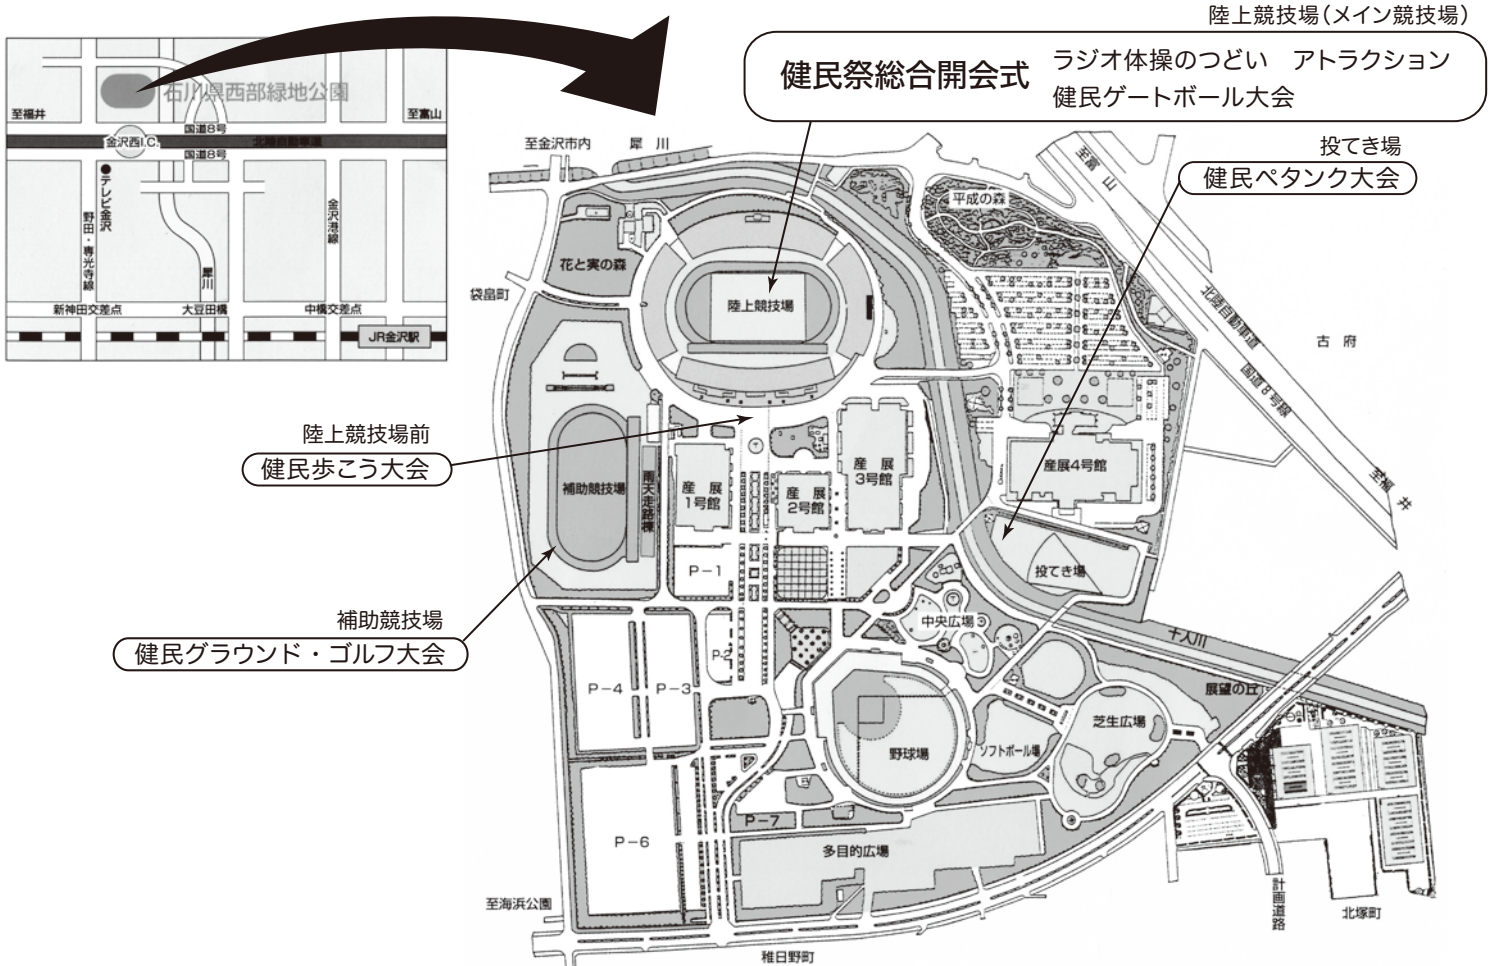 陸上競技場(メイン競技場)
健民祭総合開会式
ラジオ体操のつどい　アトラクション
健民ゲートボール大会
投てき場
健民ペタンク大会
石川県西部緑地公園
至福井
至富山
国道8号
金沢西I.C.
北陸自動車道
国道8号
テレビ金沢
野田・専光寺線
犀川
金沢港線
新神田交差点
大豆田橋
中橋交差点
JR金沢駅
至金沢市内
犀川
至富山
平成の森
花と実の森
袋畠町
陸上競技場
北陸自動車道
古府
国道8号線
至福井
陸上競技場前
健民歩こう大会
補助競技場
雨天走路棟
産展
1号館
産展
2号館
産展
3号館
産展4号館
投てき場
P-1
補助競技場
健民グラウンド・ゴルフ大会
中央広場
十人川
P-2
P-4
P-3
展望の丘
芝生広場
野球場
ソフトボール場
P-6
P-7
多目的広場
至海浜公園
計画道路
北塚町
稚日野町